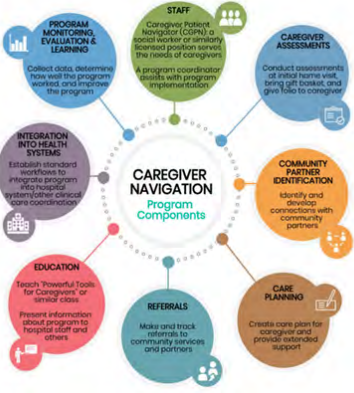 STAFF
Caregiver Patient
Navigator (CGPN): a
social worker or similarly
licensed position serves
the needs of caregivers
A program coordinator
assists with program
implementation
CAREGIVER
ASSESSMENTS
Conduct assessments
at initial home visit,
bring gift basket, and
give folio to caregiver
COMMUNITY
PARTNER
IDENTIFICATION
Identify and
develop
connections with
community
partners
CARE
PLANNING
Create care plan for
caregiver and
provide extended
support
REFERRALS
Make and track
referrals to
community services
and partners
EDUCATION
Teach "Powerful Tools
for Caregivers" or
similar class
Present information
about program to
hospital staff and
others
INTEGRATION
INTO HEALTH
SYSTEMS
Establish standard
workflows to
integrate program
into hospital
system/other clinical
care coordination
PROGRAM
MONITORING,
EVALUATION &
LEARNING
Collect data, determine
how well the program
worked, and improve
the program
CAREGIVER
NAVIGATION
Program
Components